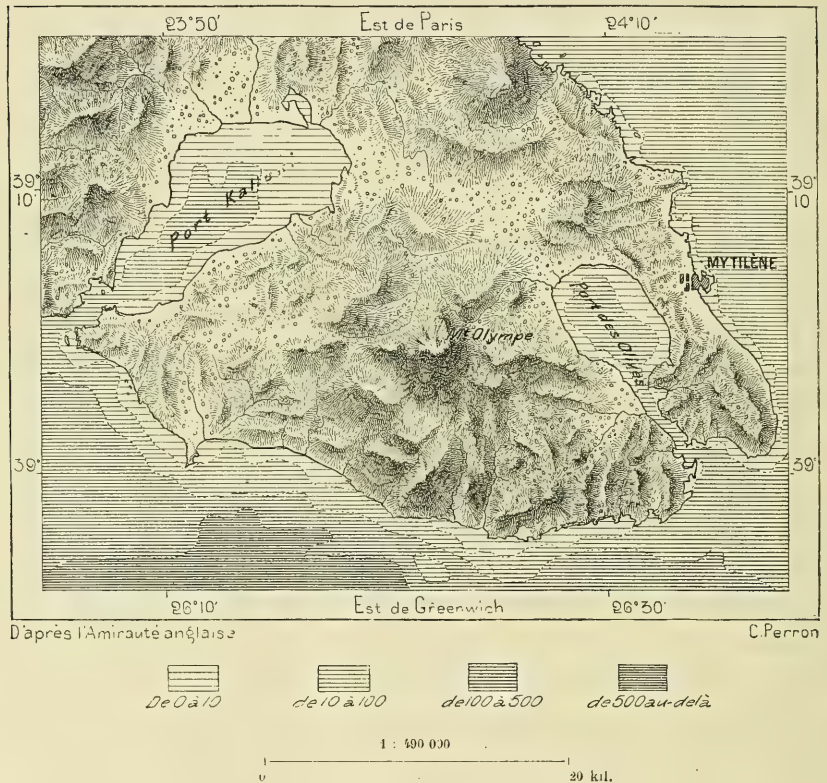 23°50' Est de Paris 24°10'
39° 10' 39° 10'
Port Kalloni
MYTILÈNE
Port des Olives
Mt Olympe
39° 39°
26°10' Est de Greenwich 26°30'
D'après l'Amirauté anglaise C. Perron
De 0 à 10 de 10 à 100 de 100 à 500 de 500 au-delà
1 : 490 000
0 20 kil.